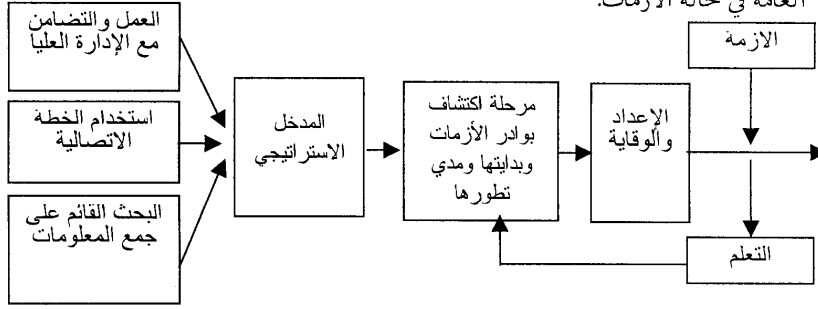 العامة في حالة الأزمات.
العمل والتضامن
مع الإدارة العليا
استخدام الخطة
الاتصالية
البحث القائم على
جمع المعلومات
المدخل
الاستراتيجي
مرحلة اكتشاف
بوادر الأزمات
وبدايتها ومدي
تطورها
الإعداد
والوقاية
الازمة
التعلم